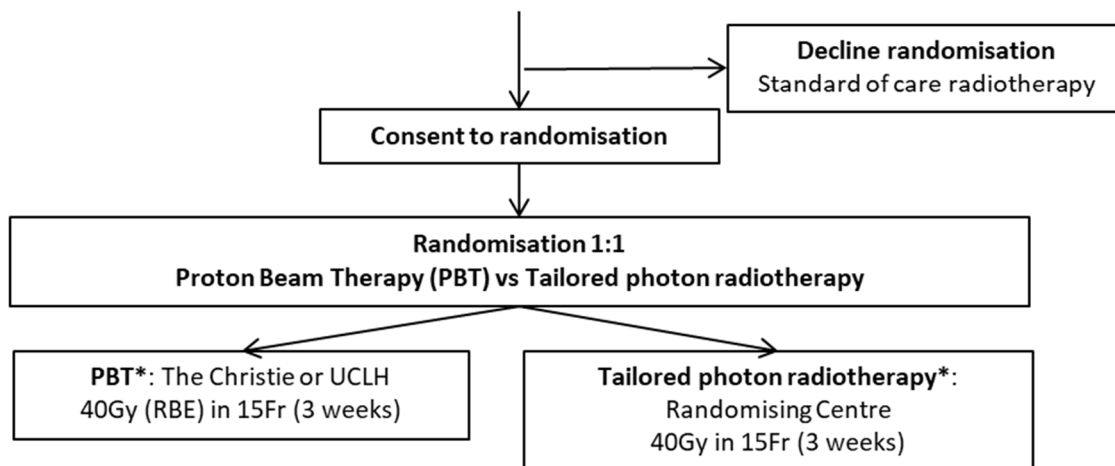 Decline randomisation
Standard of care radiotherapy
Consent to randomisation
Randomisation 1:1
Proton Beam Therapy (PBT) vs Tailored photon radiotherapy
PBT*: The Christie or UCLH
40Gy (RBE) in 15Fr (3 weeks)
Tailored photon radiotherapy*:
Randomising Centre
40Gy in 15Fr (3 weeks)